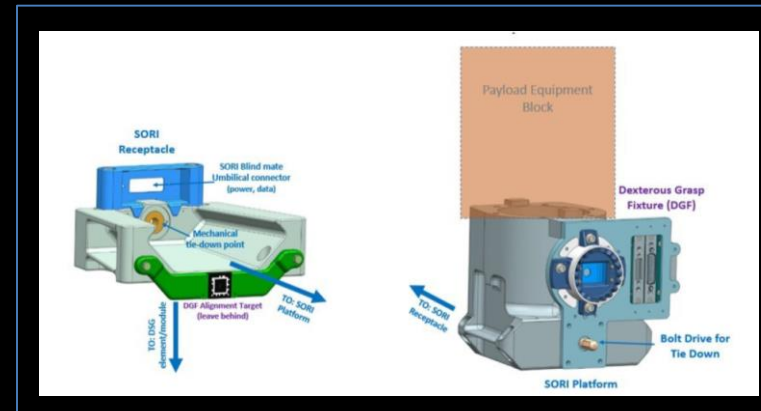 SORI
Receptacle
SORI Blind mate
Umbilical connector
(power, data)
Mechanical
tie-down point
DGF Alignment Target
(leave behind)
TO: SORI
Platform
TO: DSG
element/module
Payload Equipment
Block
Dexterous Grasp
Fixture (DGF)
TO: SORI
Receptacle
Bolt Drive for
Tie Down
SORI Platform